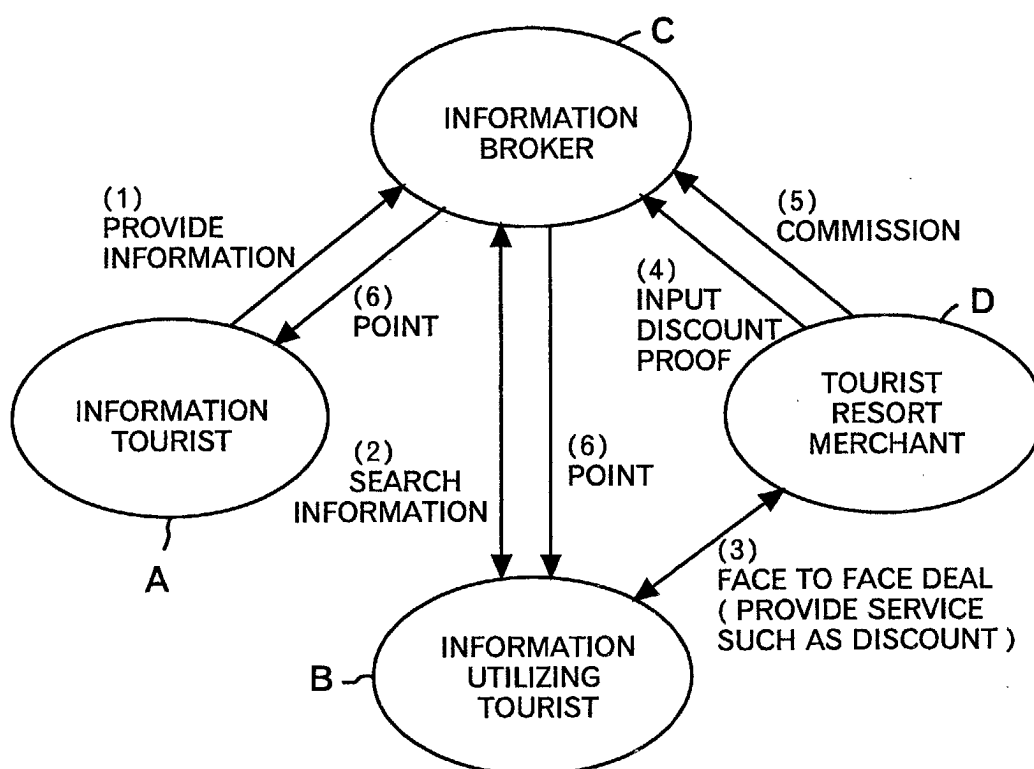 C
INFORMATION
BROKER
(1)
PROVIDE
INFORMATION
(5)
COMMISSION
(6)
POINT
(4)
INPUT
DISCOUNT
PROOF
D
INFORMATION
TOURIST
TOURIST
RESORT
MERCHANT
(2)
SEARCH
INFORMATION
(6)
POINT
A
(3)
FACE TO FACE DEAL
( PROVIDE SERVICE
SUCH AS DISCOUNT )
B
INFORMATION
UTILIZING
TOURIST